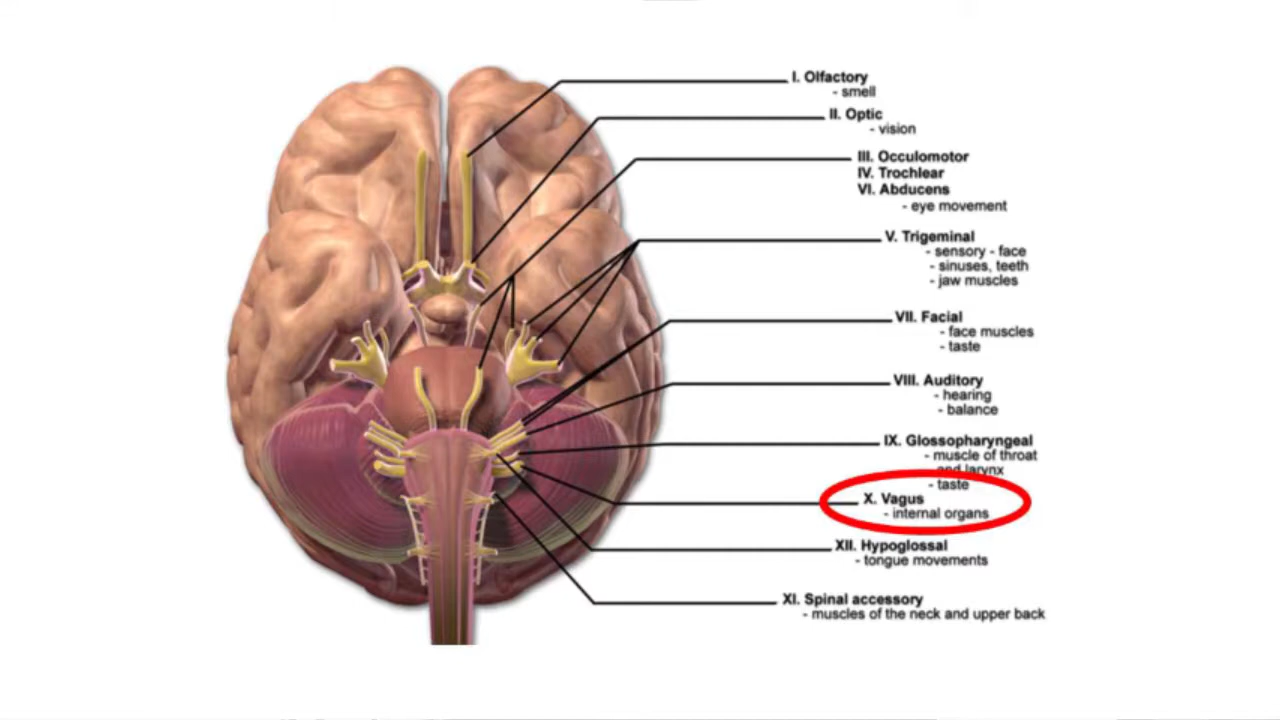 I. Olfactory
- smell
II. Optic
- vision
III. Occulomotor
IV. Trochlear
VI. Abducens
- eye movement
V. Trigeminal
- sensory - face
- sinuses, teeth
- jaw muscles
VII. Facial
- face muscles
- taste
VIII. Auditory
- hearing
- balance
IX. Glossopharyngeal
- muscle of throat
and larynx
- taste
X. Vagus
- internal organs
XII. Hypoglossal
- tongue movements
XI. Spinal accessory
- muscles of the neck and upper back